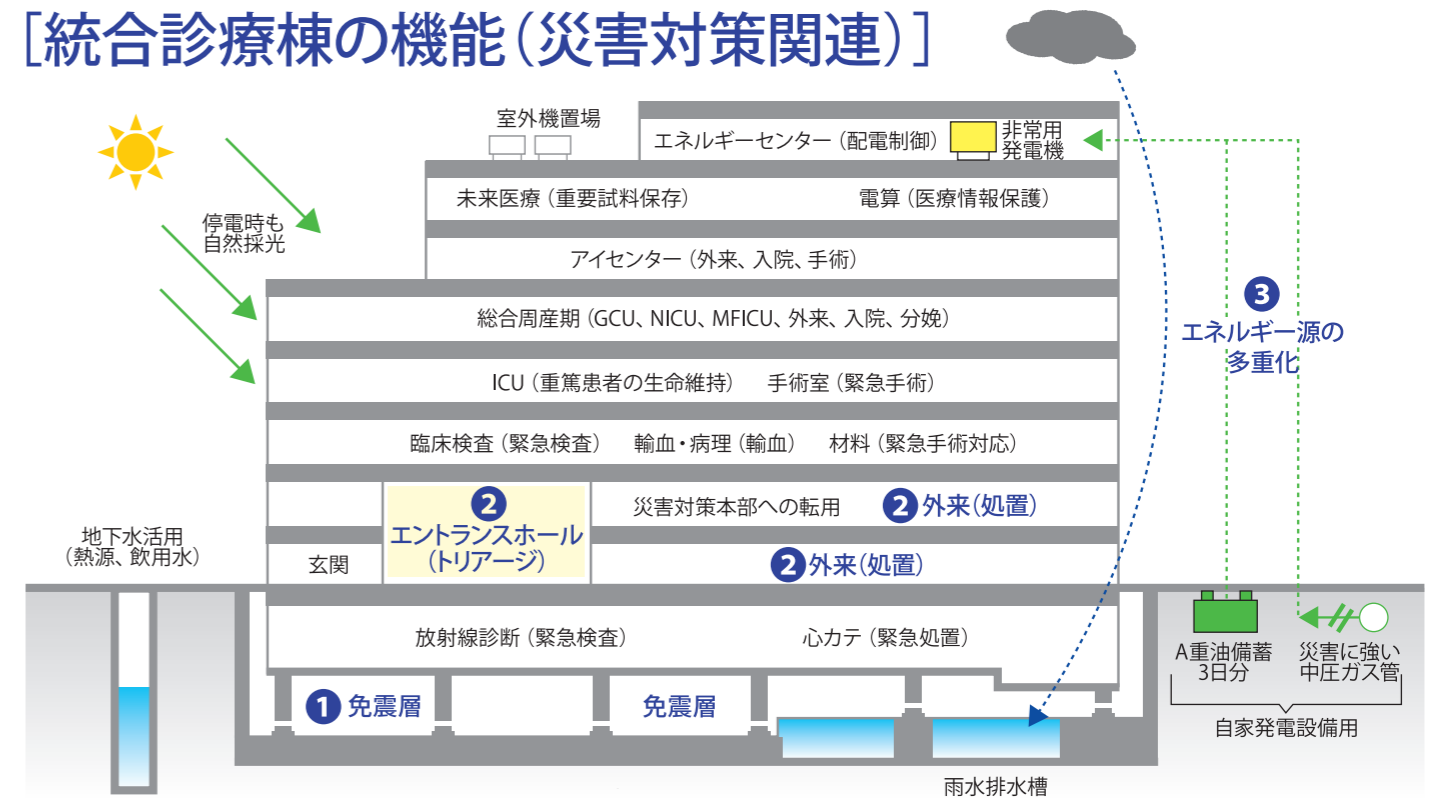 ［統合診療棟の機能（災害対策関連）］
室外機置場
エネルギーセンター（配電制御）
非常用
発電機
未来医療（重要試料保存）
電算（医療情報保護）
停電時も
自然採光
アイセンター（外来、入院、手術）
総合周産期（GCU、NICU、MFICU、外来、入院、分娩）
❸
エネルギー源の
多重化
ICU（重篤患者の生命維持）
手術室（緊急手術）
臨床検査（緊急検査）
輸血・病理（輸血）
材料（緊急手術対応）
❷
エントランスホール
（トリアージ）
災害対策本部への転用
❷外来（処置）
地下水活用
（熱源、飲用水）
玄関
❷外来（処置）
放射線診断（緊急検査）
心カテ（緊急処置）
A重油備蓄
3日分
災害に強い
中圧ガス管
自家発電設備用
❶免震層
免震層
雨水排水槽